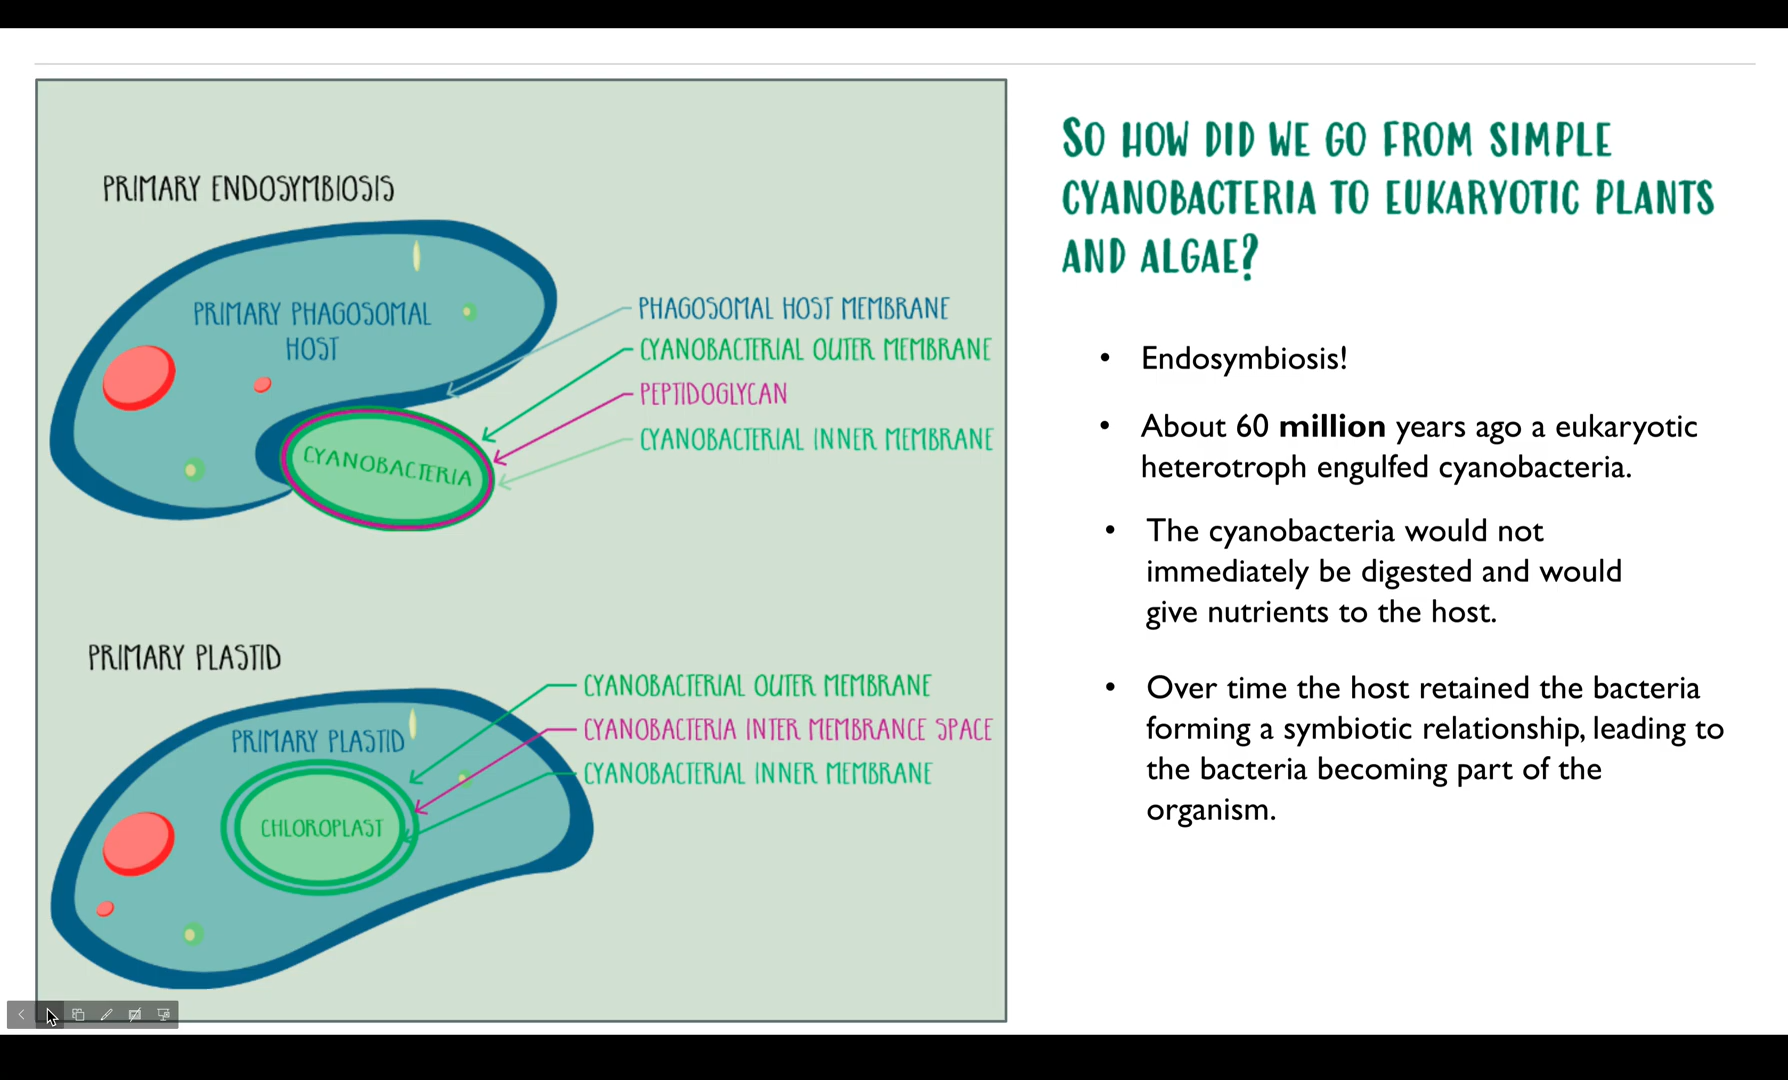 PRIMARY ENDOSYMBIOSIS
PRIMARY PHAGOSOMAL
HOST
PHAGOSOMAL HOST MEMBRANE
CYANOBACTERIAL OUTER MEMBRANE
PEPTIDOGLYCAN
CYANOBACTERIAL INNER MEMBRANE
CYANOBACTERIA
PRIMARY PLASTID
PRIMARY PLASTID
CHLOROPLAST
CYANOBACTERIAL OUTER MEMBRANE
CYANOBACTERIA INTER MEMBRANCE SPACE
CYANOBACTERIAL INNER MEMBRANE
SO HOW DID WE GO FROM SIMPLE
CYANOBACTERIA TO EUKARYOTIC PLANTS
AND ALGAE?
• Endosymbiosis!
• About 60 million years ago a eukaryotic
heterotroph engulfed cyanobacteria.
• The cyanobacteria would not
immediately be digested and would
give nutrients to the host.
• Over time the host retained the bacteria
forming a symbiotic relationship, leading to
the bacteria becoming part of the
organism.